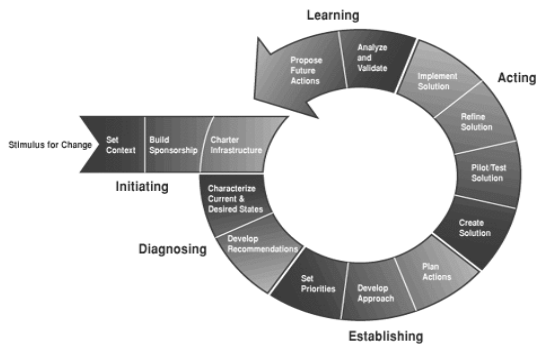 Learning
Propose
Future
Actions
Analyze
and
Validate
Implement
Solution
Acting
Refine
Solution
Stimulus for Change
Set
Context
Build
Sponsorship
Charter
Infrastructure
Pilot/Test
Solution
Initiating
Characterize
Current &
Desired States
Create
Solution
Diagnosing
Develop
Recommendations
Set
Priorities
Develop
Approach
Plan
Actions
Establishing